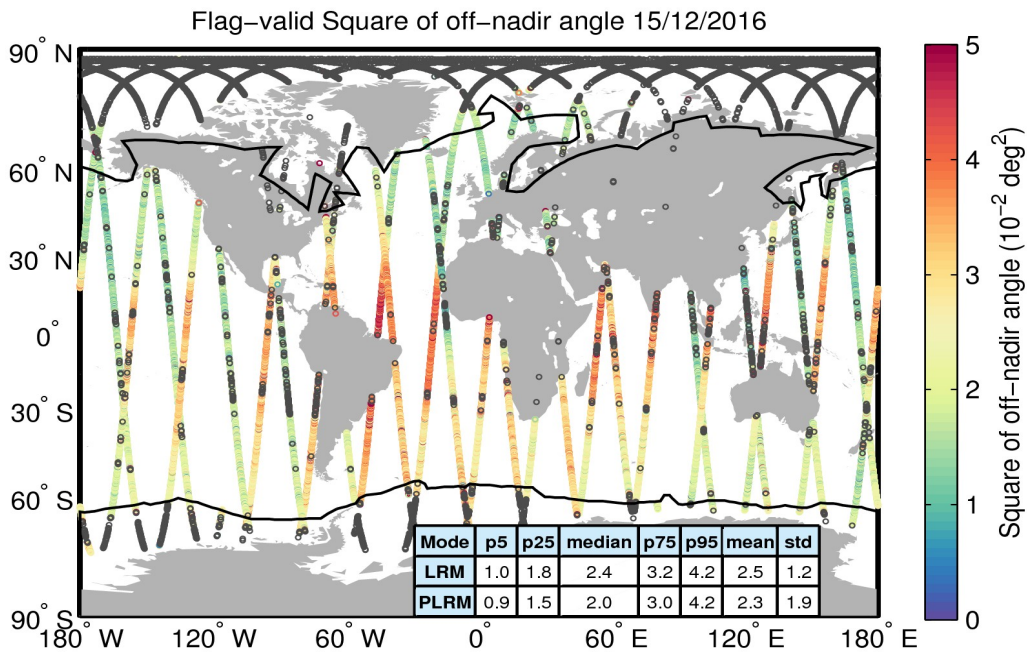 Flag−valid Square of off−nadir angle 15/12/2016
90° N
60° N
30° N
0°
30° S
60° S
90° S
180° W
120° W
60° W
0°
60° E
120° E
180° E
Mode p5 p25 median p75 p95 mean std
LRM 1.0 1.8 2.4 3.2 4.2 2.5 1.2
PLRM 0.9 1.5 2.0 3.0 4.2 2.3 1.9
5
4
3
2
1
0
Square of off−nadir angle (10⁻² deg²)